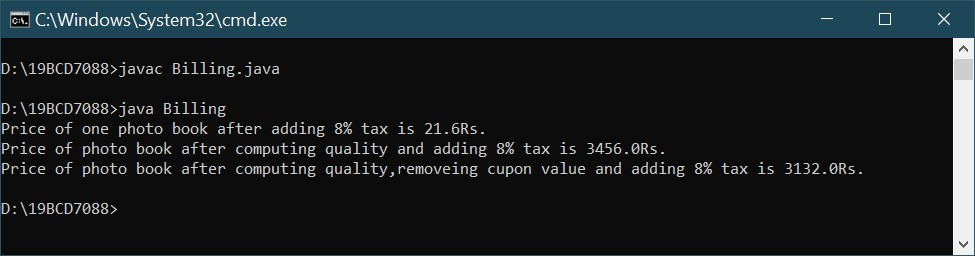 C:\Windows\System32\cmd.exe
D:\19BCD7088>javac Billing.java
D:\19BCD7088>java Billing
Price of one photo book after adding 8% tax is 21.6Rs.
Price of photo book after computing quality and adding 8% tax is 3456.0Rs.
Price of photo book after computing quality,removeing cupon value and adding 8% tax is 3132.0Rs.
D:\19BCD7088>